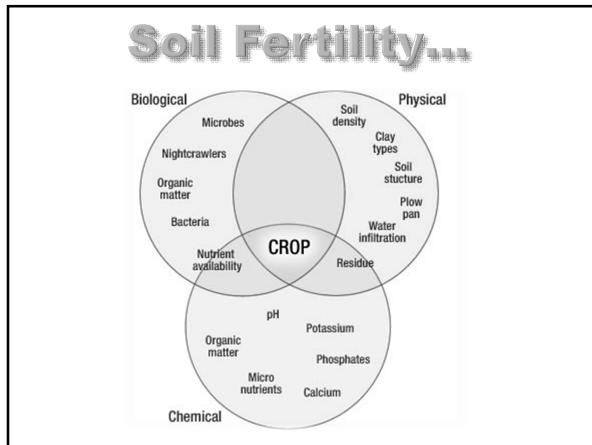 Soil Fertility...
Biological
Microbes
Nightcrawlers
Organic
matter
Bacteria
Nutrient
availability
Physical
Soil
density
Clay
types
Soil
stucture
Plow
pan
Water
infiltration
Residue
CROP
pH
Potassium
Organic
matter
Phosphates
Micro
nutrients
Calcium
Chemical